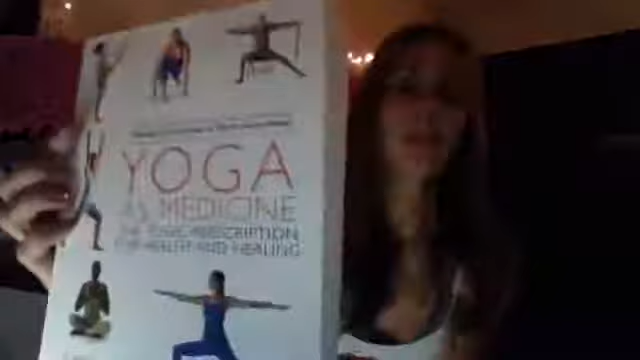 YOGA
AS MEDICINE
THE YOGIC PRESCRIPTION
FOR HEALTH AND HEALING